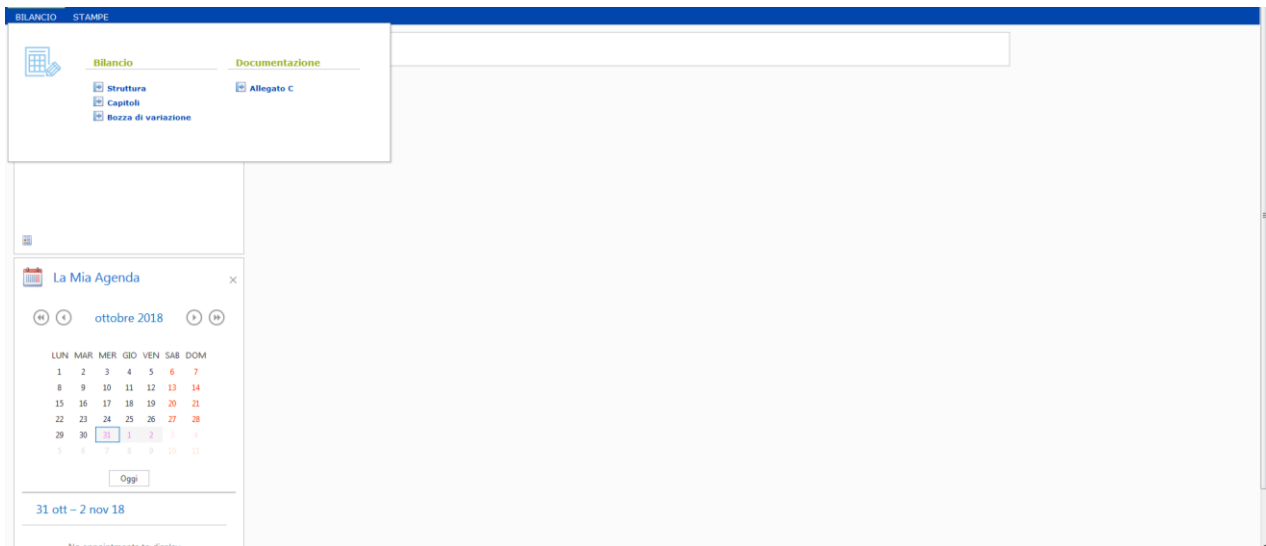 BILANCIO STAMPE
Bilancio Documentazione
Struttura Allegato C
Capitoli
Bozza di variazione
La Mia Agenda
ottobre 2018
LUN MAR MER GIO VEN SAB DOM
1 2 3 4 5 6 7
8 9 10 11 12 13 14
15 16 17 18 19 20 21
22 23 24 25 26 27 28
29 30 31 1 2 3 4
5 6 7 8 9 10 11
Oggi
31 ott – 2 nov 18